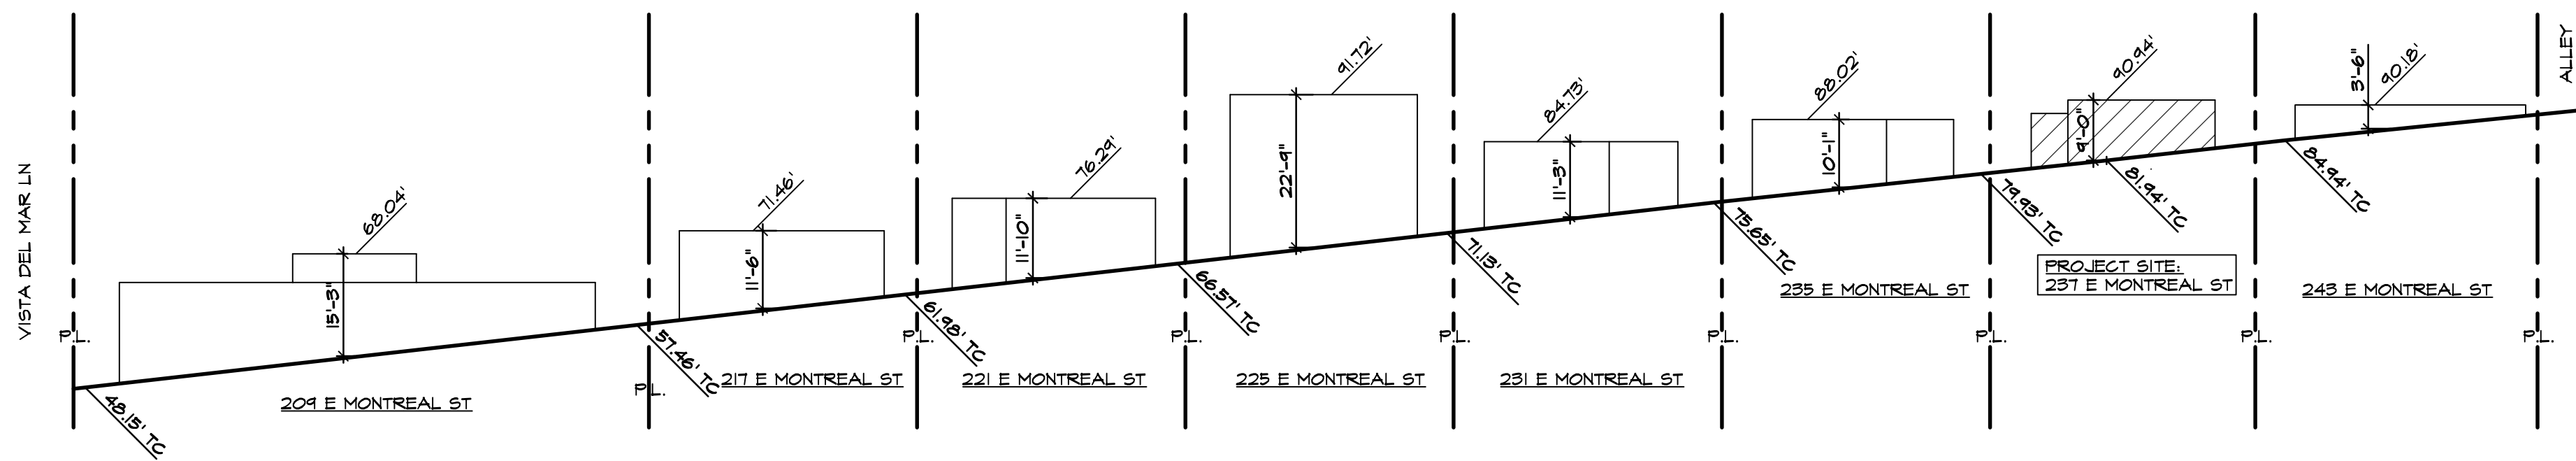 VISTA DEL MAR LN
P.L.
48.15' TC
15'-3"
68.04'
209 E MONTREAL ST
57.46' TC
P.L.
11'-6"
71.46'
217 E MONTREAL ST
61.98' TC
P.L.
11'-10"
76.29'
221 E MONTREAL ST
66.57' TC
P.L.
22'-9"
91.72'
225 E MONTREAL ST
71.13' TC
P.L.
11'-3"
84.73'
231 E MONTREAL ST
75.65' TC
P.L.
10'-1"
88.02'
235 E MONTREAL ST
79.93' TC
P.L.
9'-0"
90.94'
81.94' TC
PROJECT SITE:
237 E MONTREAL ST
P.L.
84.94' TC
3'-6"
90.18'
243 E MONTREAL ST
P.L.
ALLEY